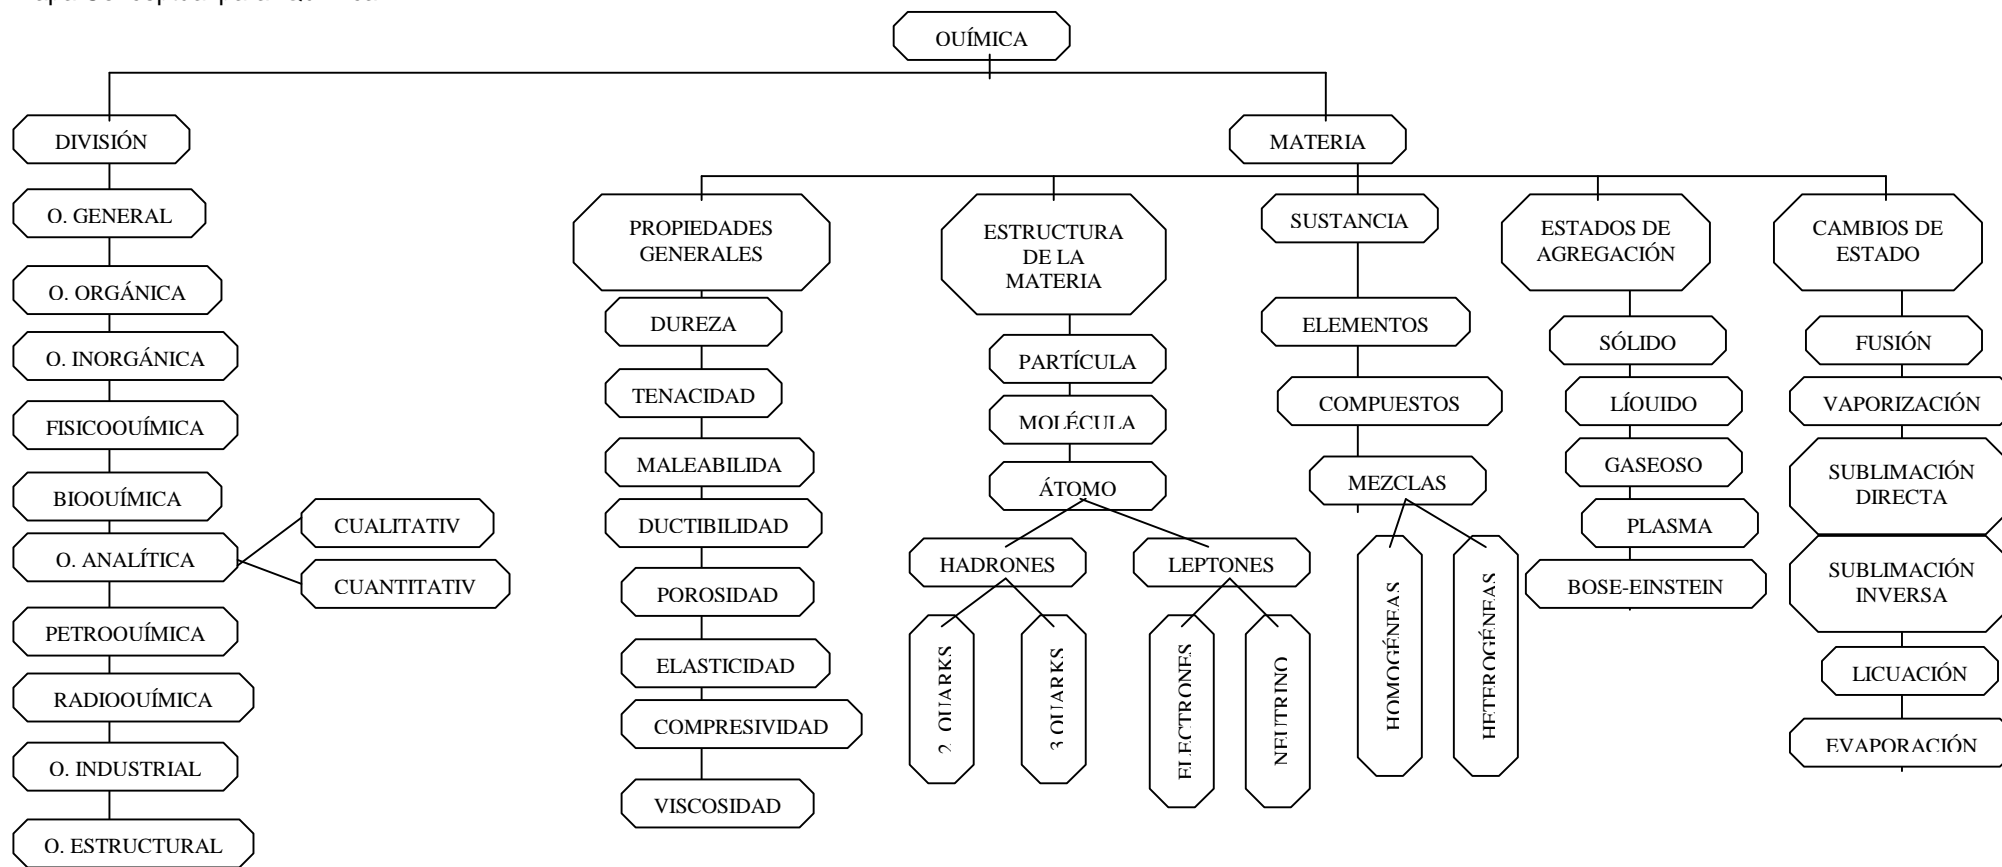 OUÍMICA
DIVISIÓN
MATERIA
O. GENERAL
O. ORGÁNICA
O. INORGÁNICA
FISICOOUÍMICA
BIOOUÍMICA
O. ANALÍTICA
CUALITATIV
CUANTITATIV
PETROOUÍMICA
RADIOOUÍMICA
O. INDUSTRIAL
O. ESTRUCTURAL
PROPIEDADES
GENERALES
DUREZA
TENACIDAD
MALEABILIDA
DUCTIBILIDAD
POROSIDAD
ELASTICIDAD
COMPRESIVIDAD
VISCOSIDAD
ESTRUCTURA
DE LA
MATERIA
PARTÍCULA
MOLÉCULA
ÁTOMO
HADRONES
2 OUARKS
3 OUARKS
LEPTONES
ELECTRONES
NEUTRINO
SUSTANCIA
ELEMENTOS
COMPUESTOS
MEZCLAS
HOMOGÉNEAS
HETEROGÉNEAS
ESTADOS DE
AGREGACIÓN
SÓLIDO
LÍOUIDO
GASEOSO
PLASMA
BOSE-EINSTEIN
CAMBIOS DE
ESTADO
FUSIÓN
VAPORIZACIÓN
SUBLIMACIÓN
DIRECTA
SUBLIMACIÓN
INVERSA
LICUACIÓN
EVAPORACIÓN